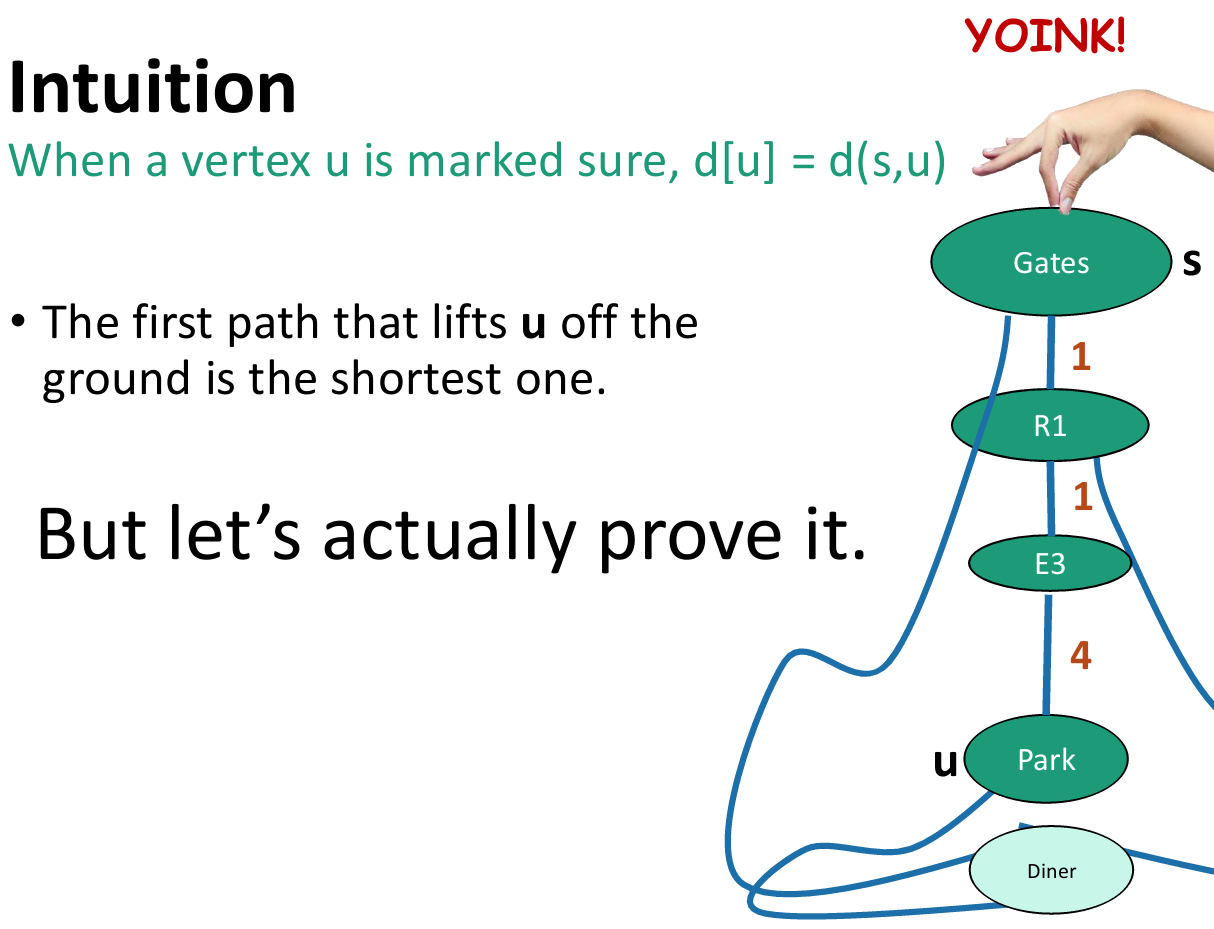 YOINK!
Intuition
When a vertex u is marked sure, d[u] = d(s,u)
Gates
s
• The first path that lifts u off the
ground is the shortest one.
1
R1
1
But let’s actually prove it.
E3
4
u
Park
Diner